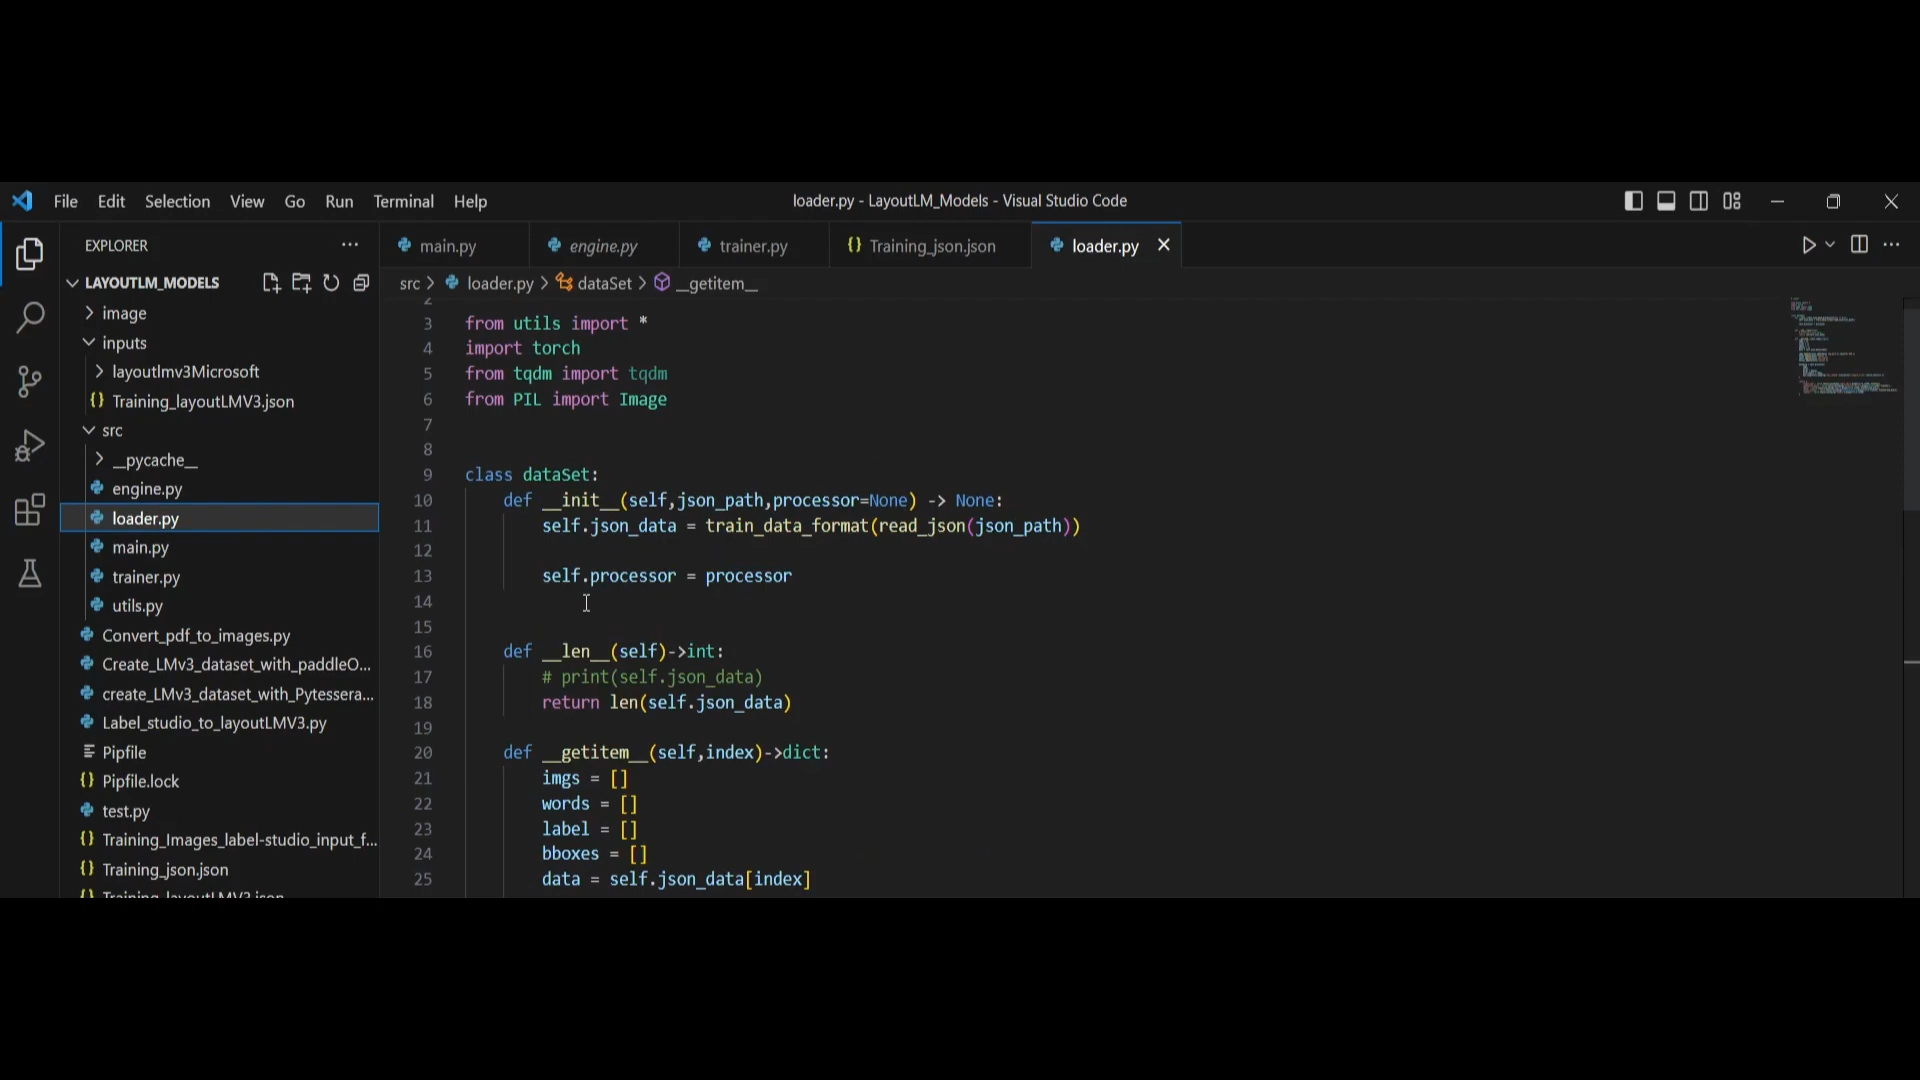 File Edit Selection View Go Run Terminal Help
loader.py - LayoutLM_Models - Visual Studio Code
EXPLORER
main.py
engine.py
trainer.py
{} Training_json.json
loader.py
LAYOUTLM_MODELS
src > loader.py > dataSet > __getitem__
image
inputs
layoutlmv3Microsoft
{} Training_layoutLMV3.json
src
__pycache__
engine.py
loader.py
main.py
trainer.py
utils.py
Convert_pdf_to_images.py
Create_LMv3_dataset_with_paddleO...
create_LMv3_dataset_with_Pytessera...
Label_studio_to_layoutLMV3.py
Pipfile
{} Pipfile.lock
test.py
{} Training_Images_label-studio_input_f...
{} Training_json.json
{} Training_layoutLMV3.json
2
3 from utils import *
4 import torch
5 from tqdm import tqdm
6 from PIL import Image
7
8
9 class dataSet:
10 def __init__(self,json_path,processor=None) -> None:
11 self.json_data = train_data_format(read_json(json_path))
12
13 self.processor = processor
14
15
16 def __len__(self)->int:
17 # print(self.json_data)
18 return len(self.json_data)
19
20 def __getitem__(self,index)->dict:
21 imgs = []
22 words = []
23 label = []
24 bboxes = []
25 data = self.json_data[index]